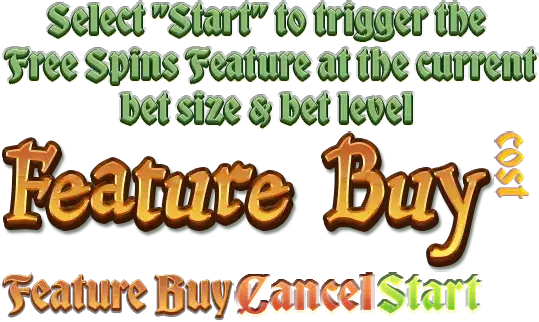 Select "Start" to trigger the
Free Spins Feature at the current
bet size & bet level
Feature Buy
cost
Feature Buy Cancel Start